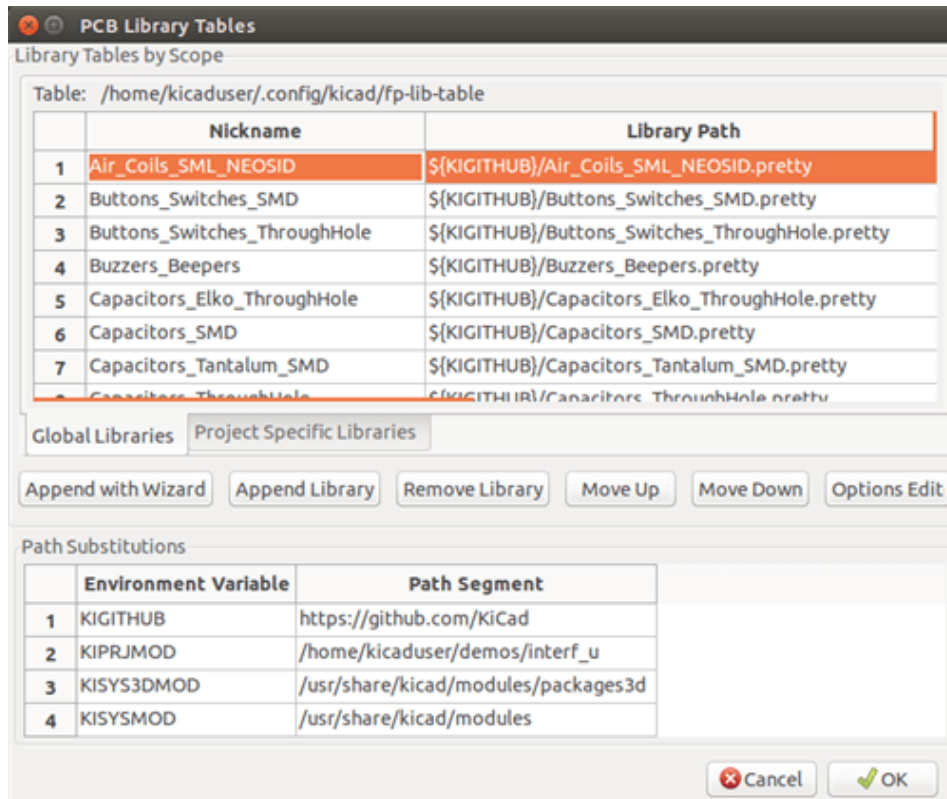 PCB Library Tables
Library Tables by Scope
Table: /home/kicaduser/.config/kicad/fp-lib-table
Nickname Library Path
1 Air_Coils_SML_NEOSID ${KIGITHUB}/Air_Coils_SML_NEOSID.pretty
2 Buttons_Switches_SMD ${KIGITHUB}/Buttons_Switches_SMD.pretty
3 Buttons_Switches_ThroughHole ${KIGITHUB}/Buttons_Switches_ThroughHole.pretty
4 Buzzers_Beepers ${KIGITHUB}/Buzzers_Beepers.pretty
5 Capacitors_Elko_ThroughHole ${KIGITHUB}/Capacitors_Elko_ThroughHole.pretty
6 Capacitors_SMD ${KIGITHUB}/Capacitors_SMD.pretty
7 Capacitors_Tantalum_SMD ${KIGITHUB}/Capacitors_Tantalum_SMD.pretty
Capacitors_ThroughHole ${KIGITHUB}/Capacitors_ThroughHole.pretty
Global Libraries Project Specific Libraries
Append with Wizard Append Library Remove Library Move Up Move Down Options Edit
Path Substitutions
Environment Variable Path Segment
1 KIGITHUB https://github.com/KiCad
2 KIPRJMOD /home/kicaduser/demos/interf_u
3 KISYS3DMOD /usr/share/kicad/modules/packages3d
4 KISYSMOD /usr/share/kicad/modules
Cancel OK